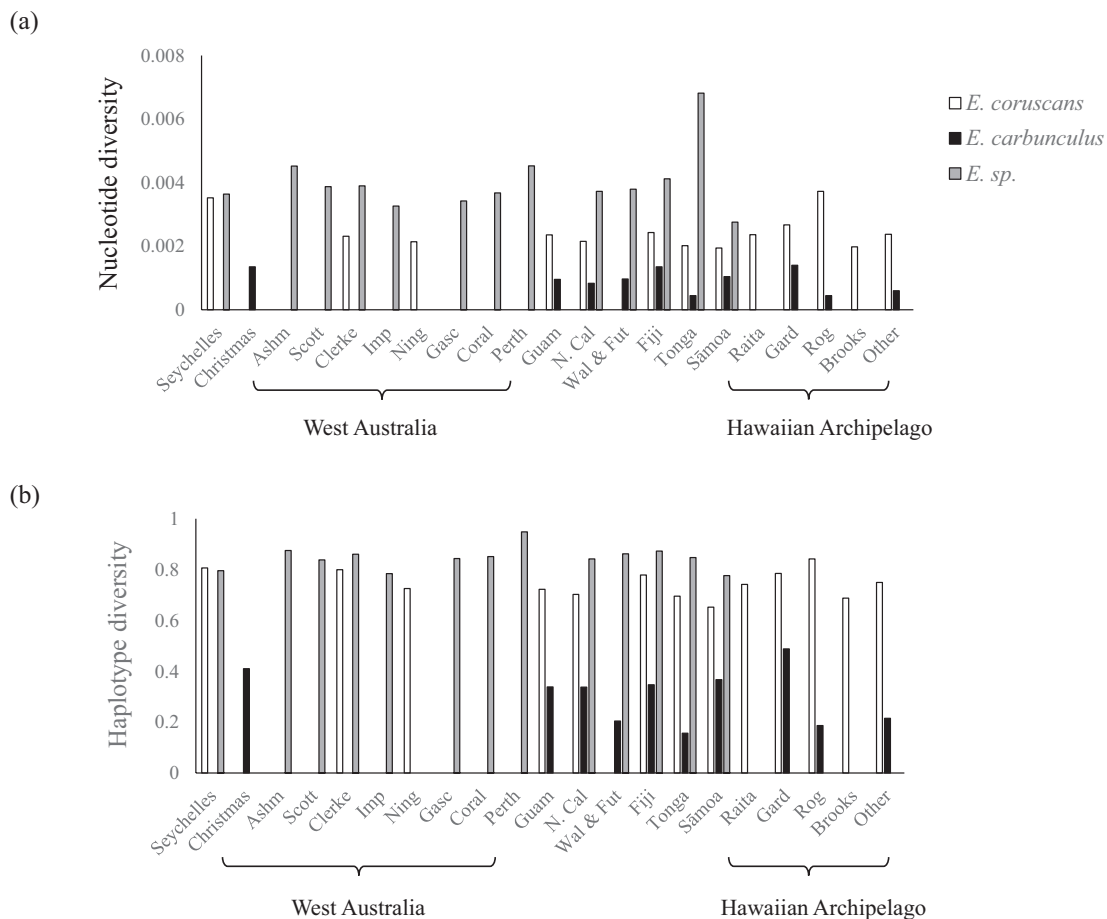 (a)
Nucleotide diversity
0.008
0.006
0.004
0.002
0
E. coruscans
E. carbunculus
E. sp.
Seychelles
Christmas
Ashm
Scott
Clerke
Imp
Ning
Gasc
Coral
Perth
Guam
N. Cal
Wal & Fut
Fiji
Tonga
Sāmoa
Raita
Gard
Rog
Brooks
Other
West Australia
Hawaiian Archipelago
(b)
Haplotype diversity
1
0.8
0.6
0.4
0.2
0
Seychelles
Christmas
Ashm
Scott
Clerke
Imp
Ning
Gasc
Coral
Perth
Guam
N. Cal
Wal & Fut
Fiji
Tonga
Sāmoa
Raita
Gard
Rog
Brooks
Other
West Australia
Hawaiian Archipelago